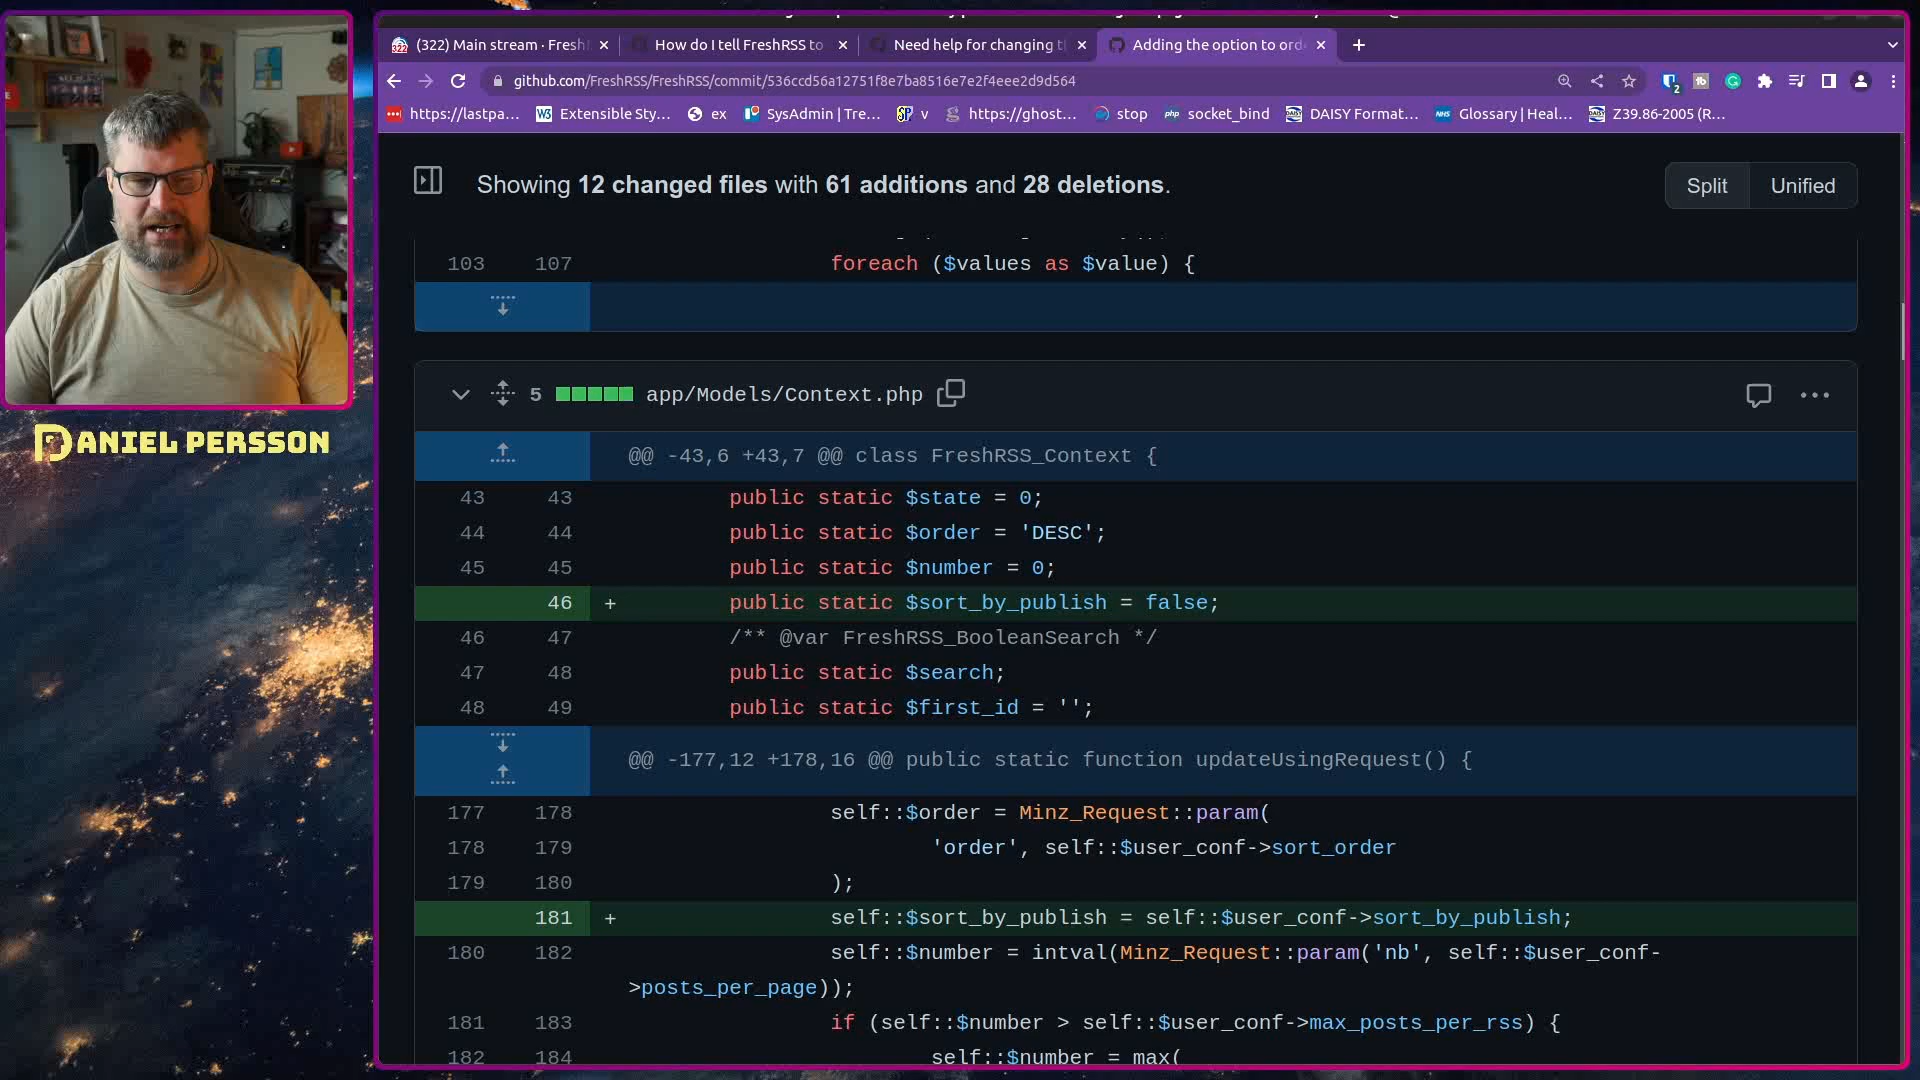 (322) Main stream · Fresh
How do I tell FreshRSS to
Need help for changing t
Adding the option to ord
github.com/FreshRSS/FreshRSS/commit/536ccd56a12751f8e7ba8516e7e2f4eee2d9d564
https://lastpa...
Extensible Sty...
ex
SysAdmin | Tre...
v
https://ghost...
stop
php socket_bind
DAISY Format...
NHS Glossary | Heal...
Z39.86-2005 (R...
Showing 12 changed files with 61 additions and 28 deletions.
Split Unified
103 107 foreach ($values as $value) {
5 app/Models/Context.php
@@ -43,6 +43,7 @@ class FreshRSS_Context {
43 43 public static $state = 0;
44 44 public static $order = 'DESC';
45 45 public static $number = 0;
46 + public static $sort_by_publish = false;
46 47 /** @var FreshRSS_BooleanSearch */
47 48 public static $search;
48 49 public static $first_id = '';
@@ -177,12 +178,16 @@ public static function updateUsingRequest() {
177 178 self::$order = Minz_Request::param(
178 179 'order', self::$user_conf->sort_order
179 180 );
181 + self::$sort_by_publish = self::$user_conf->sort_by_publish;
180 182 self::$number = intval(Minz_Request::param('nb', self::$user_conf-
>posts_per_page));
181 183 if (self::$number > self::$user_conf->max_posts_per_rss) {
182 184 self::$number = max(
DANIEL PERSSON